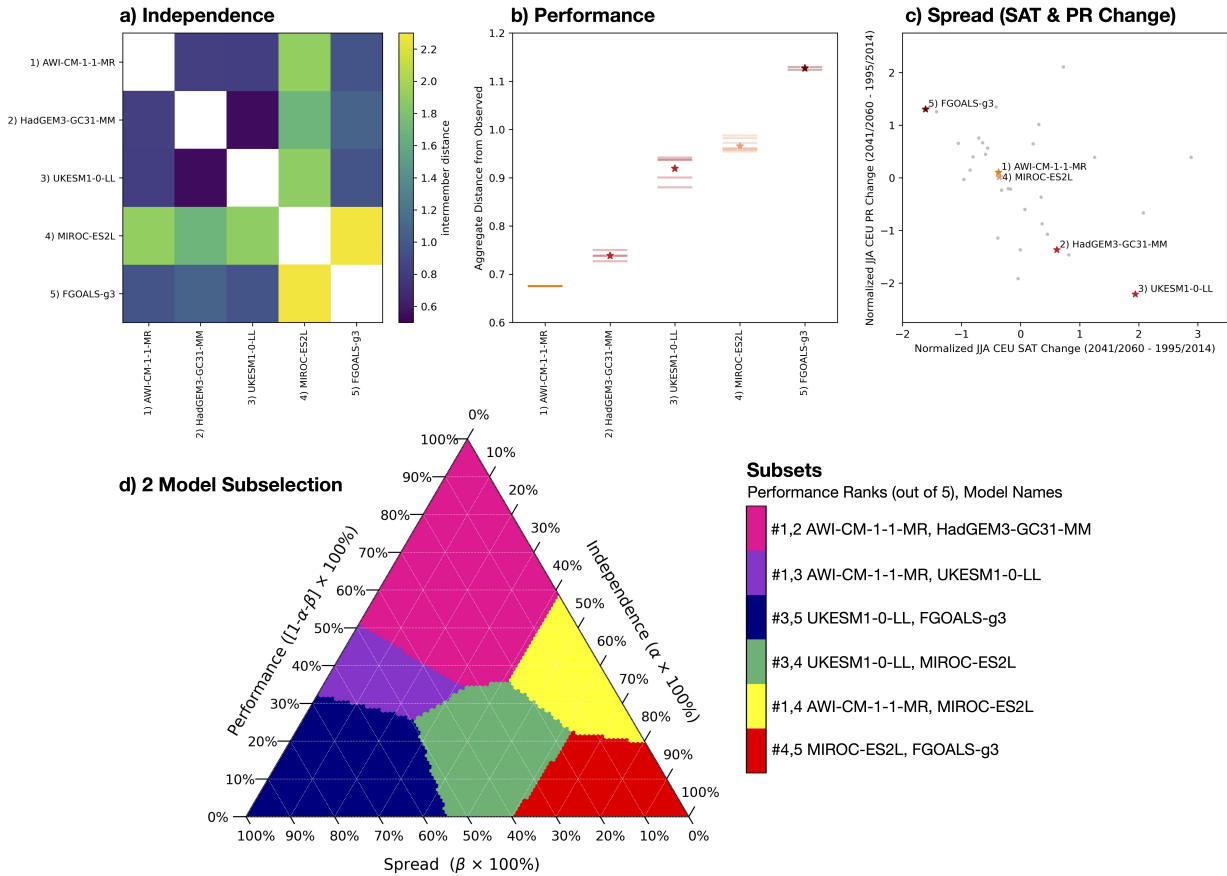 a) Independence
1) AWI-CM-1-1-MR
2) HadGEM3-GC31-MM
3) UKESM1-0-LL
4) MIROC-ES2L
5) FGOALS-g3
1) AWI-CM-1-1-MR
2) HadGEM3-GC31-MM
3) UKESM1-0-LL
4) MIROC-ES2L
5) FGOALS-g3
2.2
2.0
1.8
1.6
1.4
1.2
1.0
0.8
0.6
intermember distance
b) Performance
Aggregate Distance from Observed
1.2
1.1
1.0
0.9
0.8
0.7
0.6
1) AWI-CM-1-1-MR
2) HadGEM3-GC31-MM
3) UKESM1-0-LL
4) MIROC-ES2L
5) FGOALS-g3
c) Spread (SAT & PR Change)
Normalized JJA CEU PR Change (2041/2060 - 1995/2014)
2
1
0
−1
−2
5) FGOALS-g3
1) AWI-CM-1-1-MR
4) MIROC-ES2L
2) HadGEM3-GC31-MM
3) UKESM1-0-LL
−2 −1 0 1 2 3
Normalized JJA CEU SAT Change (2041/2060 - 1995/2014)
d) 2 Model Subselection
Performance ([1-α-β] × 100%)
100%
90%
80%
70%
60%
50%
40%
30%
20%
10%
0%
Independence (α × 100%)
0%
10%
20%
30%
40%
50%
60%
70%
80%
90%
100%
100% 90% 80% 70% 60% 50% 40% 30% 20% 10% 0%
Spread (β × 100%)
Subsets
Performance Ranks (out of 5), Model Names
#1,2 AWI-CM-1-1-MR, HadGEM3-GC31-MM
#1,3 AWI-CM-1-1-MR, UKESM1-0-LL
#3,5 UKESM1-0-LL, FGOALS-g3
#3,4 UKESM1-0-LL, MIROC-ES2L
#1,4 AWI-CM-1-1-MR, MIROC-ES2L
#4,5 MIROC-ES2L, FGOALS-g3